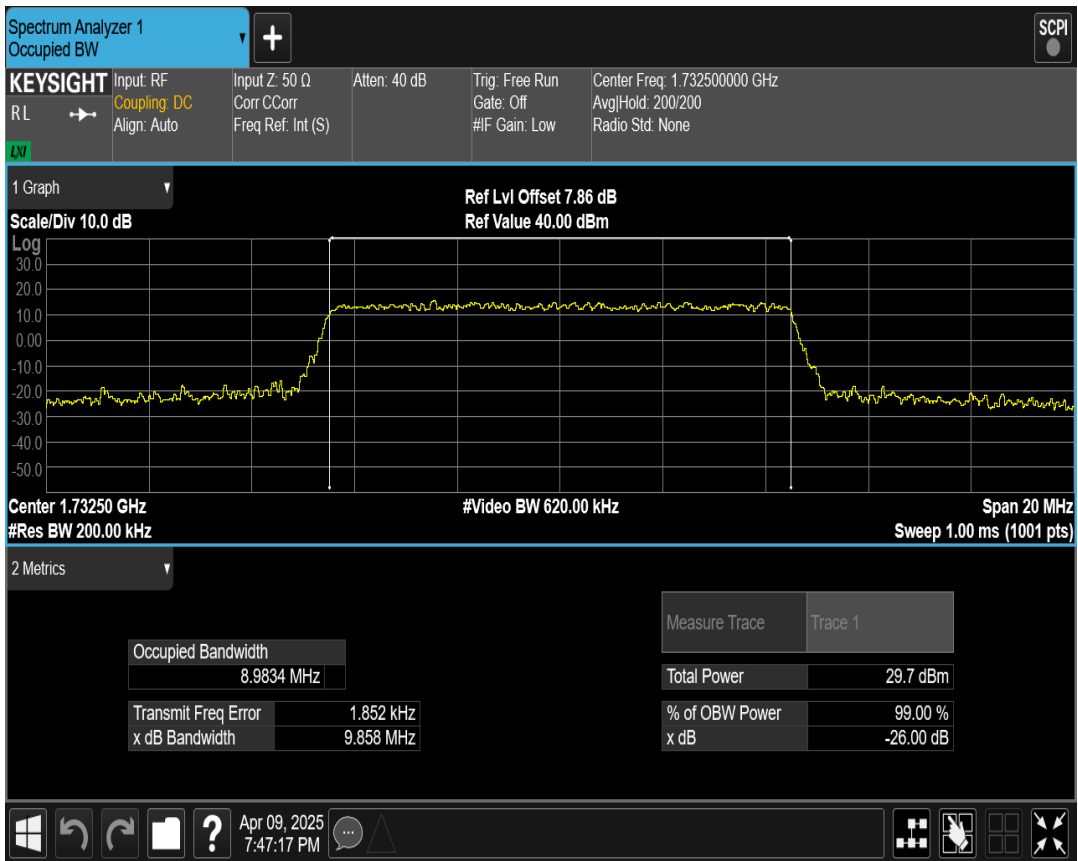 Spectrum Analyzer 1
Occupied BW
+
SCPI
KEYSIGHT
RL
LXI
Input: RF
Coupling: DC
Align: Auto
Input Z: 50 Ω
Corr CCorr
Freq Ref: Int (S)
Atten: 40 dB
Trig: Free Run
Gate: Off
#IF Gain: Low
Center Freq: 1.732500000 GHz
Avg|Hold: 200/200
Radio Std: None
1 Graph
Ref Lvl Offset 7.86 dB
Scale/Div 10.0 dB
Ref Value 40.00 dBm
Log
30.0
20.0
10.0
0.00
-10.0
-20.0
-30.0
-40.0
-50.0
Center 1.73250 GHz
#Video BW 620.00 kHz
Span 20 MHz
#Res BW 200.00 kHz
Sweep 1.00 ms (1001 pts)
2 Metrics
Measure Trace Trace 1
Occupied Bandwidth
8.9834 MHz
Total Power 29.7 dBm
Transmit Freq Error 1.852 kHz
% of OBW Power 99.00 %
x dB Bandwidth 9.858 MHz
x dB -26.00 dB
?
Apr 09, 2025
7:47:17 PM